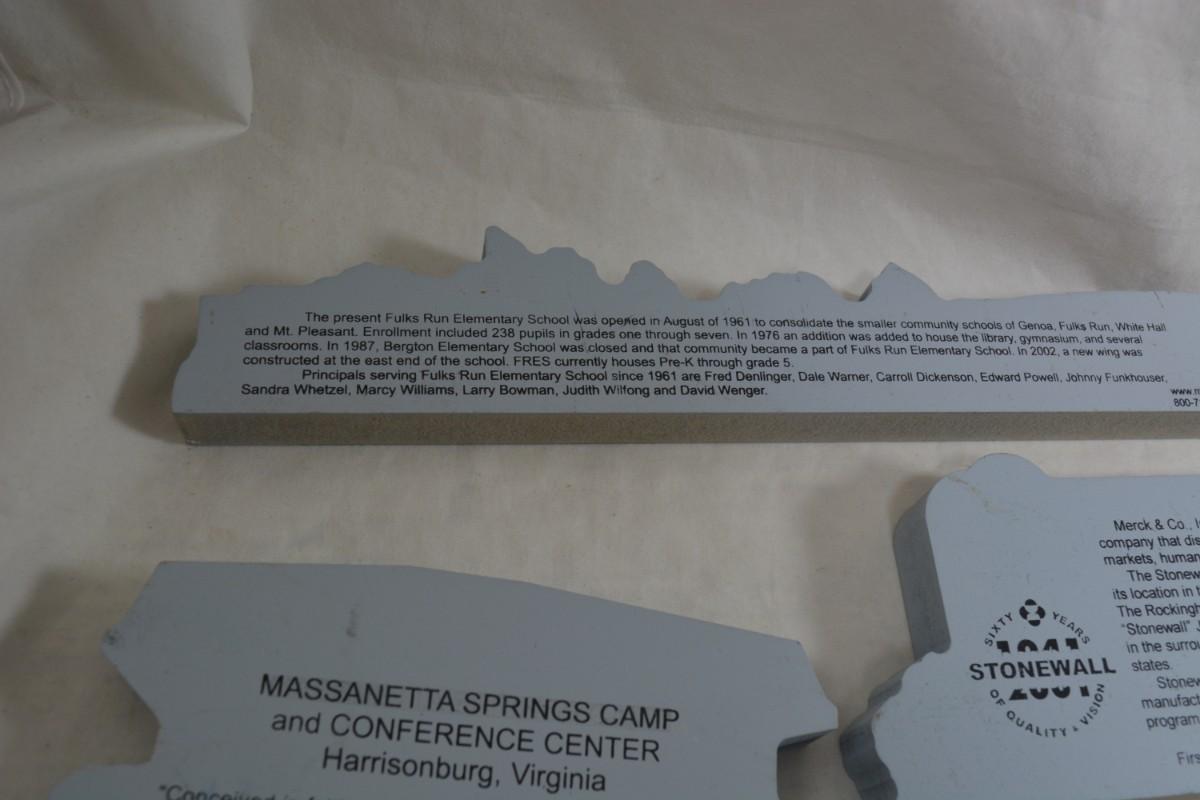 The present Fulks Run Elementary School was opened in August of 1961 to consolidate the smaller community schools of Genoa, Fulks Run, White Hall
and Mt. Pleasant. Enrollment included 238 pupils in grades one through seven. In 1976 an addition was added to house the library, gymnasium, and several
classrooms. In 1987, Bergton Elementary School was closed and that community became a part of Fulks Run Elementary School. In 2002, a new wing was
constructed at the east end of the school. FRES currently houses Pre-K through grade 5.
Principals serving Fulks Run Elementary School since 1961 are Fred Denlinger, Dale Warner, Carroll Dickenson, Edward Powell, Johnny Funkhouser,
Sandra Whetzel, Marcy Williams, Larry Bowman, Judith Wilfong and David Wenger.
www.
800-7
MASSANETTA SPRINGS CAMP
and CONFERENCE CENTER
Harrisonburg, Virginia
"Conceived
SIXTY YEARS
1941
STONEWALL
2001
OF QUALITY & VISION
Merck & Co., I
company that dis
markets, human
The Stonew
its location in t
The Rockingh
"Stonewall" J
in the surro
states.
Stonew
manufact
program
Firs